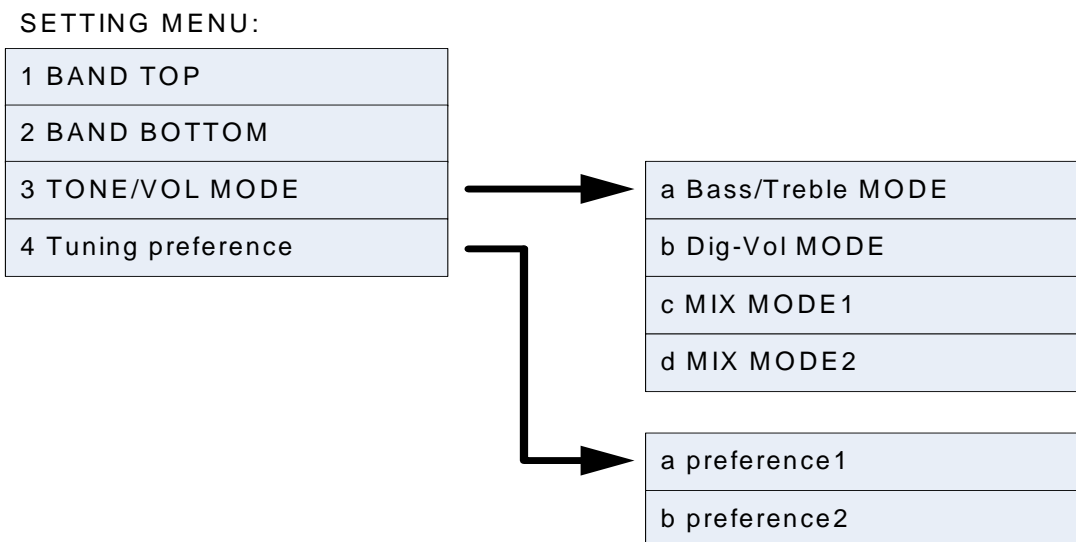 SETTING MENU:
1 BAND TOP
2 BAND BOTTOM
3 TONE/VOL MODE
4 Tuning preference
a Bass/Treble MODE
b Dig-Vol MODE
c MIX MODE1
d MIX MODE2
a preference1
b preference2